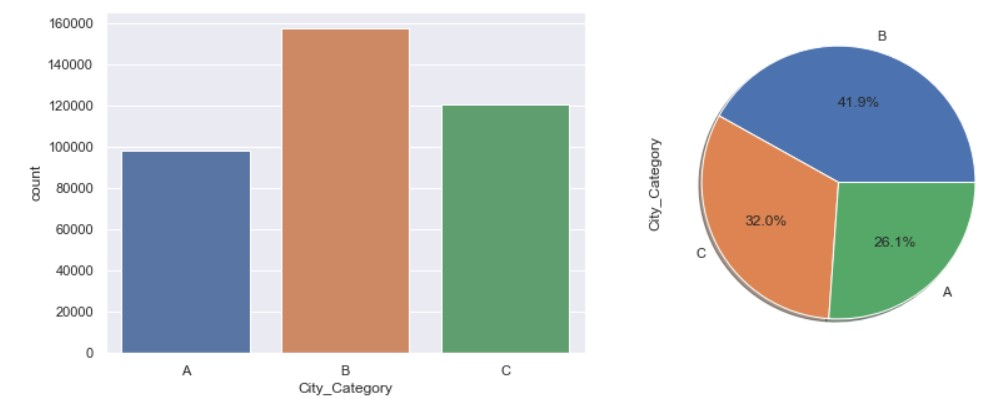 160000
140000
120000
100000
80000
60000
40000
20000
0
count
A B C
City_Category
City_Category
B
41.9%
32.0%
C
26.1%
A